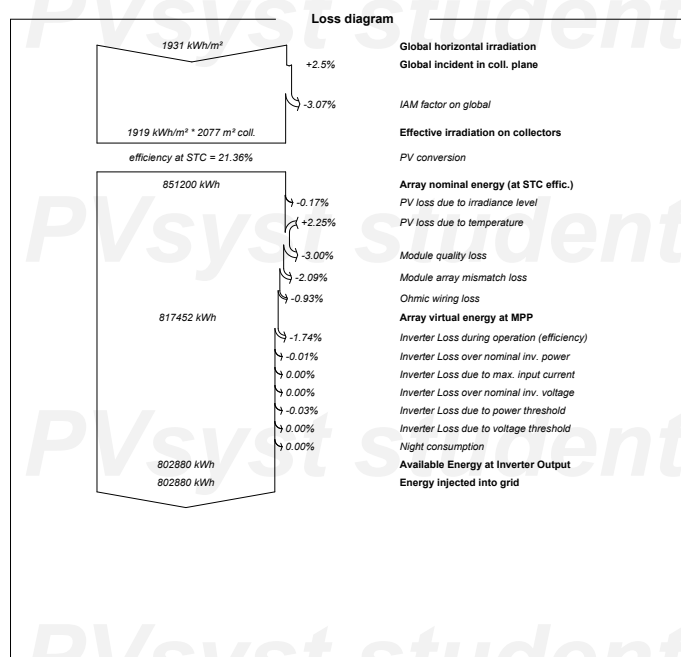 Loss diagram
1931 kWh/m² Global horizontal irradiation
+2.5% Global incident in coll. plane
-3.07% IAM factor on global
1919 kWh/m² * 2077 m² coll. Effective irradiation on collectors
efficiency at STC = 21.36% PV conversion
851200 kWh Array nominal energy (at STC effic.)
-0.17% PV loss due to irradiance level
+2.25% PV loss due to temperature
-3.00% Module quality loss
-2.09% Module array mismatch loss
-0.93% Ohmic wiring loss
817452 kWh Array virtual energy at MPP
-1.74% Inverter Loss during operation (efficiency)
-0.01% Inverter Loss over nominal inv. power
0.00% Inverter Loss due to max. input current
0.00% Inverter Loss over nominal inv. voltage
-0.03% Inverter Loss due to power threshold
0.00% Inverter Loss due to voltage threshold
0.00% Night consumption
802880 kWh Available Energy at Inverter Output
802880 kWh Energy injected into grid
PVsyst student
PVsyst student
PVsyst student
PVsyst student